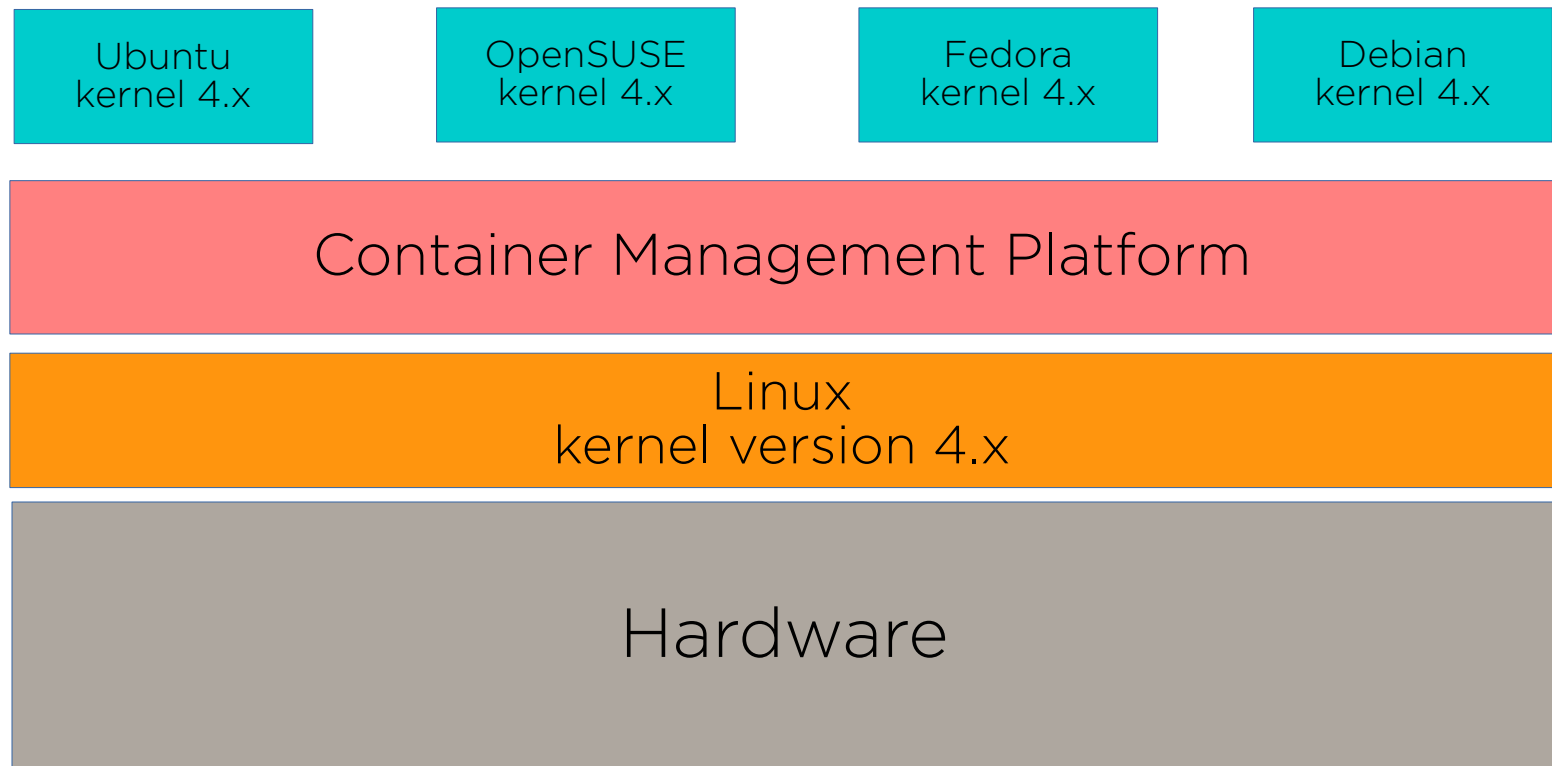 Ubuntu
kernel 4.x
OpenSUSE
kernel 4.x
Fedora
kernel 4.x
Debian
kernel 4.x
Container Management Platform
Linux
kernel version 4.x
Hardware